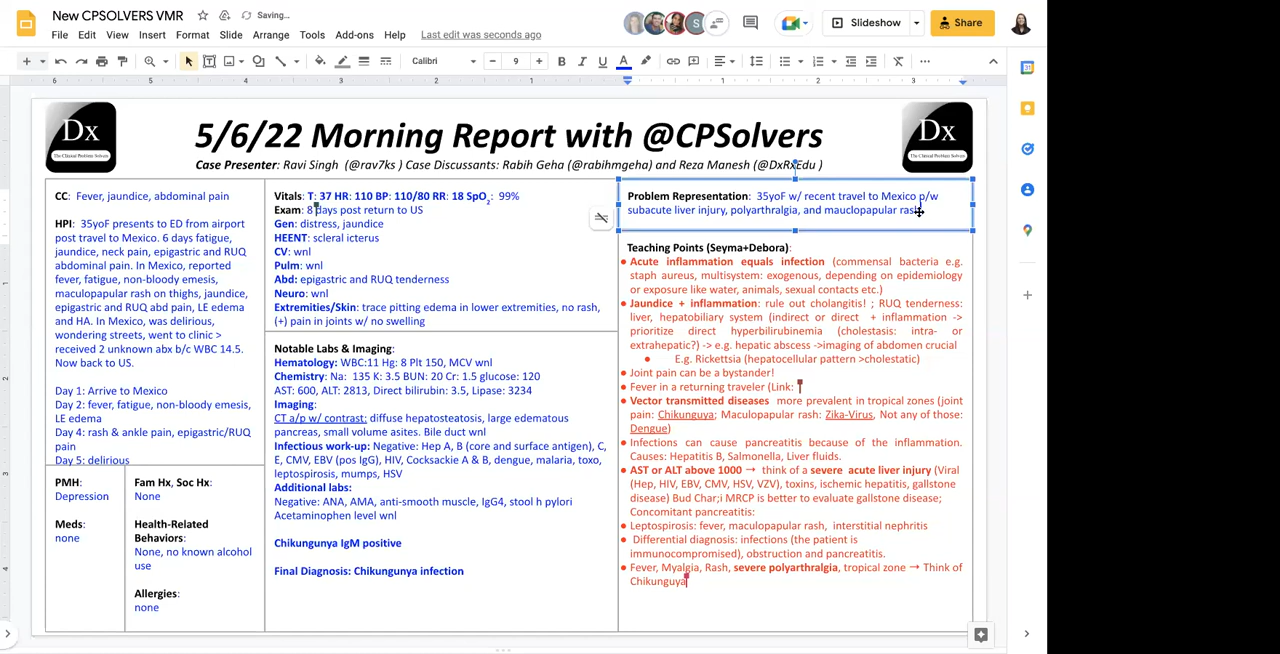 New CPSOLVERS VMR
Saving...
File Edit View Insert Format Slide Arrange Tools Add-ons Help Last edit was seconds ago
Slideshow
Share
S
Calibri
9
6 5 4 3 2 1 1 2 3
5/6/22 Morning Report with @CPSolvers
Case Presenter: Ravi Singh (@rav7ks ) Case Discussants: Rabih Geha (@rabihmgeha) and Reza Manesh (@DxRxEdu )
Dx
The Clinical Problem Solvers
Dx
The Clinical Problem Solvers
CC: Fever, jaundice, abdominal pain
HPI: 35yoF presents to ED from airport
post travel to Mexico. 6 days fatigue,
jaundice, neck pain, epigastric and RUQ
abdominal pain. In Mexico, reported
fever, fatigue, non-bloody emesis,
maculopapular rash on thighs, jaundice,
epigastric and RUQ abd pain, LE edema
and HA. In Mexico, was delirious,
wondering streets, went to clinic >
received 2 unknown abx b/c WBC 14.5.
Now back to US.
Day 1: Arrive to Mexico
Day 2: fever, fatigue, non-bloody emesis,
LE edema
Day 4: rash & ankle pain, epigastric/RUQ
pain
Day 5: delirious
PMH:
Depression
Meds:
none
Fam Hx, Soc Hx:
None
Health-Related
Behaviors:
None, no known alcohol
use
Allergies:
none
Vitals: T: 37 HR: 110 BP: 110/80 RR: 18 SpO2: 99%
Exam: 8 days post return to US
Gen: distress, jaundice
HEENT: scleral icterus
CV: wnl
Pulm: wnl
Abd: epigastric and RUQ tenderness
Neuro: wnl
Extremities/Skin: trace pitting edema in lower extremities, no rash,
(+) pain in joints w/ no swelling
Notable Labs & Imaging:
Hematology: WBC:11 Hg: 8 Plt 150, MCV wnl
Chemistry: Na: 135 K: 3.5 BUN: 20 Cr: 1.5 glucose: 120
AST: 600, ALT: 2813, Direct bilirubin: 3.5, Lipase: 3234
Imaging:
CT a/p w/ contrast: diffuse hepatosteatosis, large edematous
pancreas, small volume asites. Bile duct wnl
Infectious work-up: Negative: Hep A, B (core and surface antigen), C,
E, CMV, EBV (pos IgG), HIV, Cocksackie A & B, dengue, malaria, toxo,
leptospirosis, mumps, HSV
Additional labs:
Negative: ANA, AMA, anti-smooth muscle, IgG4, stool h pylori
Acetaminophen level wnl
Chikungunya IgM positive
Final Diagnosis: Chikungunya infection
Problem Representation: 35yoF w/ recent travel to Mexico p/w
subacute liver injury, polyarthralgia, and mauclopapular rash
Teaching Points (Seyma+Debora):
● Acute inflammation equals infection (commensal bacteria e.g.
staph aureus, multisystem: exogenous, depending on epidemiology
or exposure like water, animals, sexual contacts etc.)
● Jaundice + inflammation: rule out cholangitis! ; RUQ tenderness:
liver, hepatobiliary system (indirect or direct + inflammation ->
prioritize direct hyperbilirubinemia (cholestasis: intra- or
extrahepatic?) -> e.g. hepatic abscess ->imaging of abdomen crucial
● E.g. Rickettsia (hepatocellular pattern >cholestatic)
● Joint pain can be a bystander!
● Fever in a returning traveler (Link:
● Vector transmitted diseases more prevalent in tropical zones (joint
pain: Chikungunya; Maculopapular rash: Zika-Virus, Not any of those:
Dengue)
● Infections can cause pancreatitis because of the inflammation.
Causes: Hepatitis B, Salmonella, Liver fluids.
● AST or ALT above 1000 → think of a severe acute liver injury (Viral
(Hep, HIV, EBV, CMV, HSV, VZV), toxins, ischemic hepatitis, gallstone
disease) Bud Char;i MRCP is better to evaluate gallstone disease;
Concomitant pancreatitis:
● Leptospirosis: fever, maculopapular rash, interstitial nephritis
● Differential diagnosis: infections (the patient is
immunocompromised), obstruction and pancreatitis.
● Fever, Myalgia, Rash, severe polyarthralgia, tropical zone → Think of
Chikunguya